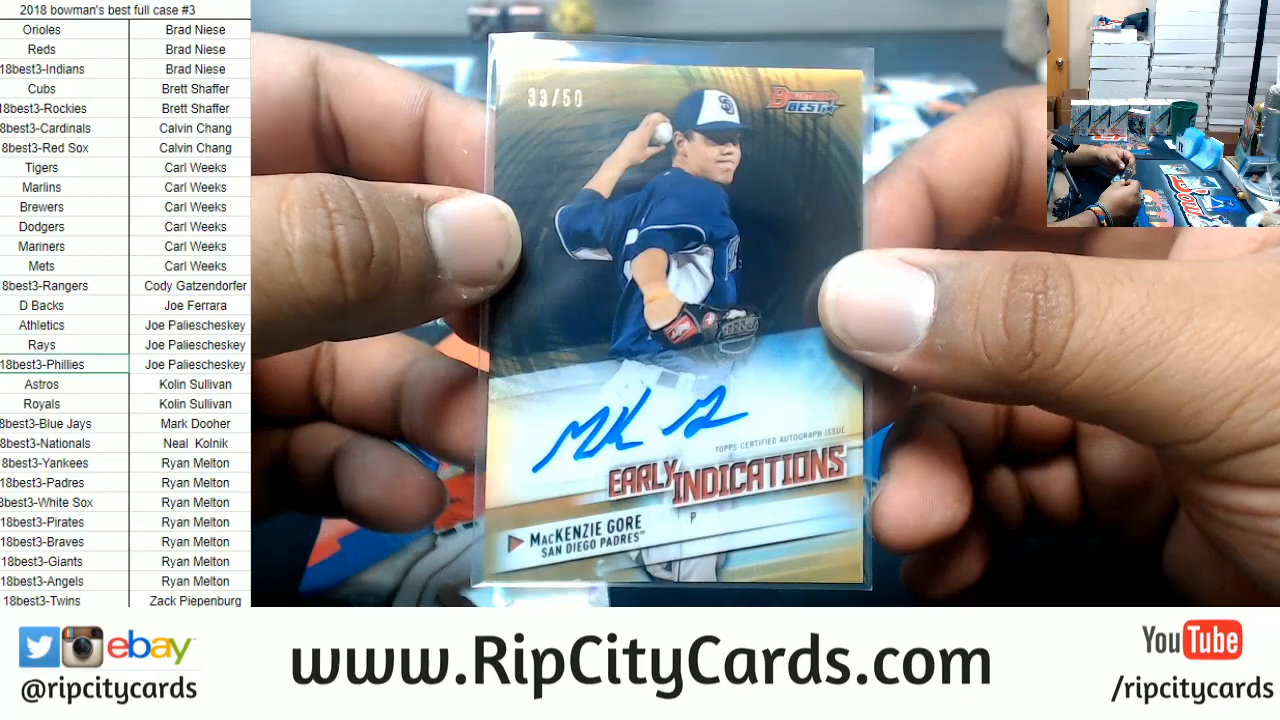 2018 bowman's best full case #3
Orioles Brad Niese
Reds Brad Niese
18best3-Indians Brad Niese
Cubs Brett Shaffer
18best3-Rockies Brett Shaffer
8best3-Cardinals Calvin Chang
8best3-Red Sox Calvin Chang
Tigers Carl Weeks
Marlins Carl Weeks
Brewers Carl Weeks
Dodgers Carl Weeks
Mariners Carl Weeks
Mets Carl Weeks
8best3-Rangers Cody Gatzendorfer
D Backs Joe Ferrara
Athletics Joe Paliescheskey
Rays Joe Paliescheskey
18best3-Phillies Joe Paliescheskey
Astros Kolin Sullivan
Royals Kolin Sullivan
8best3-Blue Jays Mark Dooher
8best3-Nationals Neal Kolnik
8best3-Yankees Ryan Melton
18best3-Padres Ryan Melton
8best3-White Sox Ryan Melton
18best3-Pirates Ryan Melton
18best3-Braves Ryan Melton
18best3-Giants Ryan Melton
18best3-Angels Ryan Melton
18best3-Twins Zack Piepenburg
33/50
Bowman's
BEST
TOPPS CERTIFIED AUTOGRAPH ISSUE
EARLY INDICATIONS
P
MACKENZIE GORE
SAN DIEGO PADRES™
ebay™
@ripcitycards
www.RipCityCards.com
YouTube
/ripcitycards